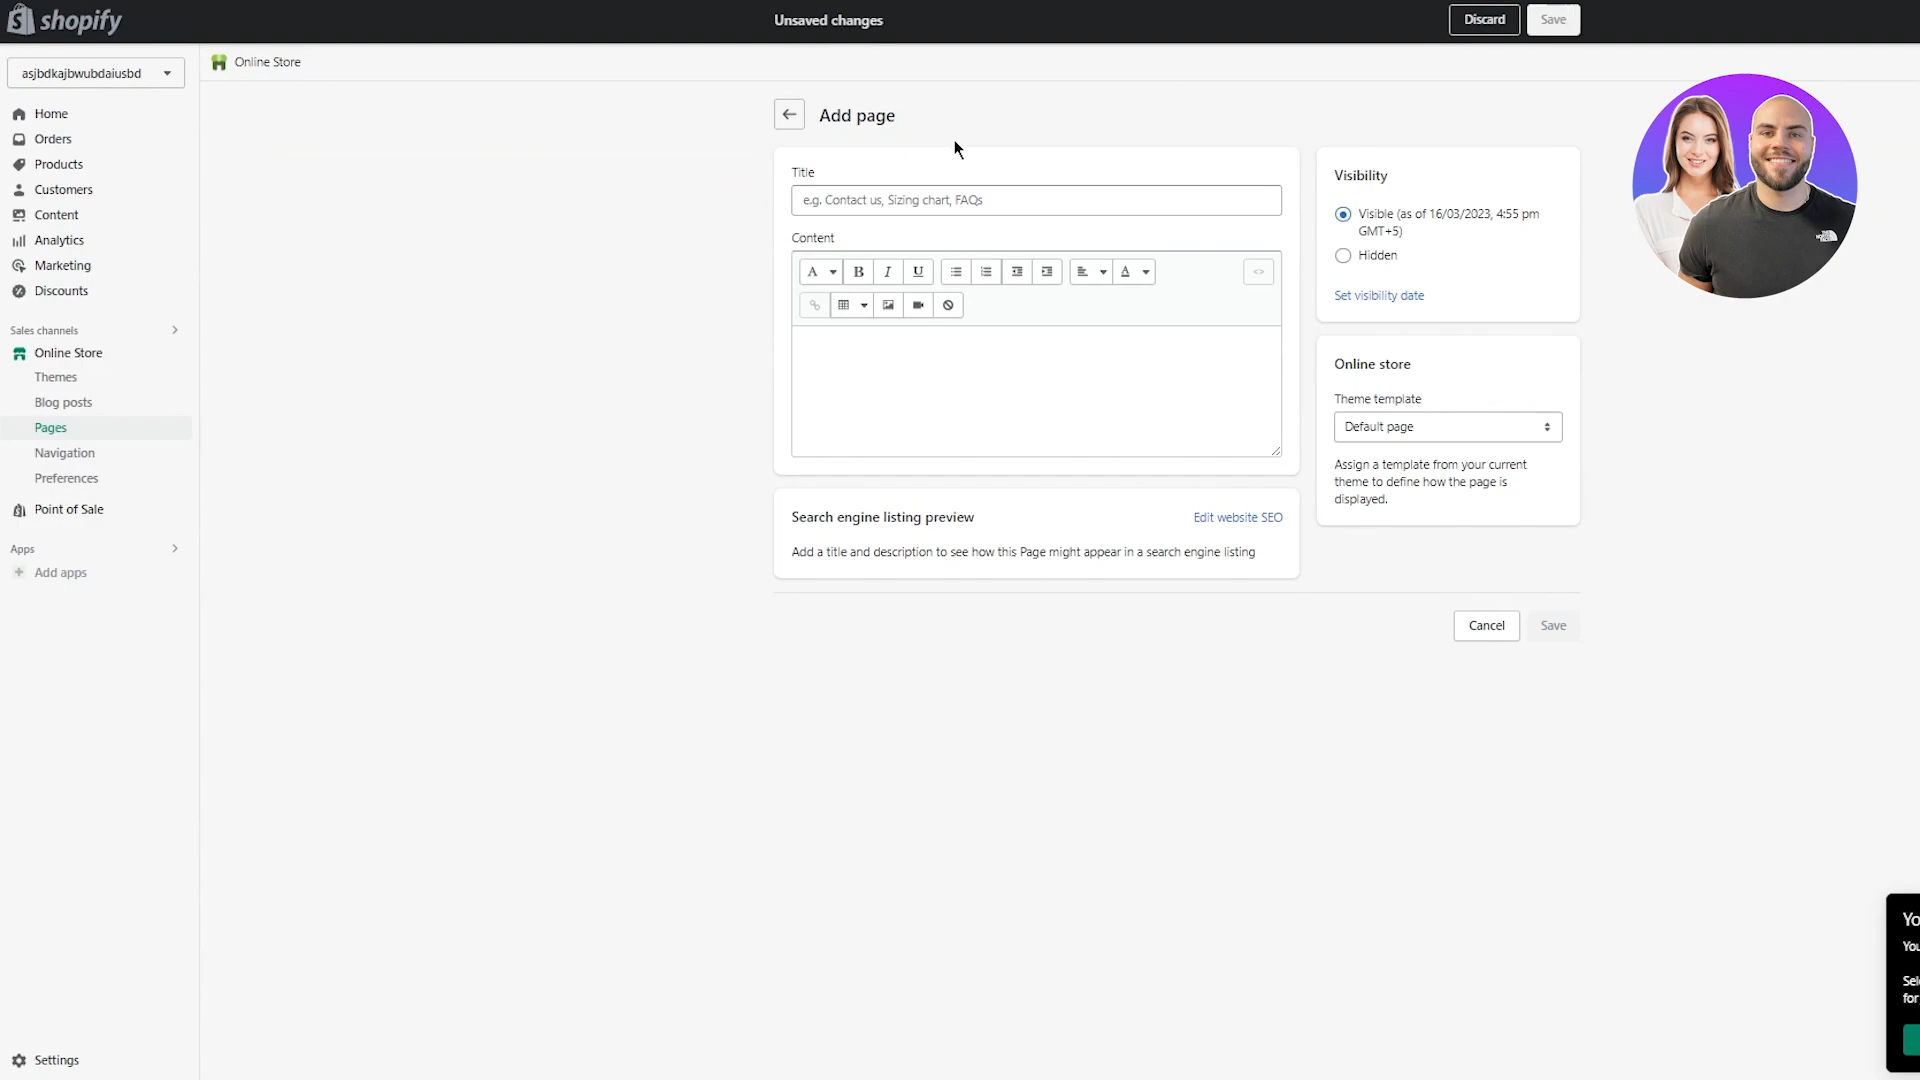 shopify
Unsaved changes
Discard
Save
asjbdkajbwubdaiusbd
Online Store
Home
Orders
Products
Customers
Content
Analytics
Marketing
Discounts
Sales channels
Online Store
Themes
Blog posts
Pages
Navigation
Preferences
Point of Sale
Apps
Add apps
Settings
Add page
Title
e.g. Contact us, Sizing chart, FAQs
Content
A
B
I
U
A
Search engine listing preview
Edit website SEO
Add a title and description to see how this Page might appear in a search engine listing
Visibility
Visible (as of 16/03/2023, 4:55 pm
GMT+5)
Hidden
Set visibility date
Online store
Theme template
Default page
Assign a template from your current
theme to define how the page is
displayed.
Cancel
Save
Yo
You
Sel
for